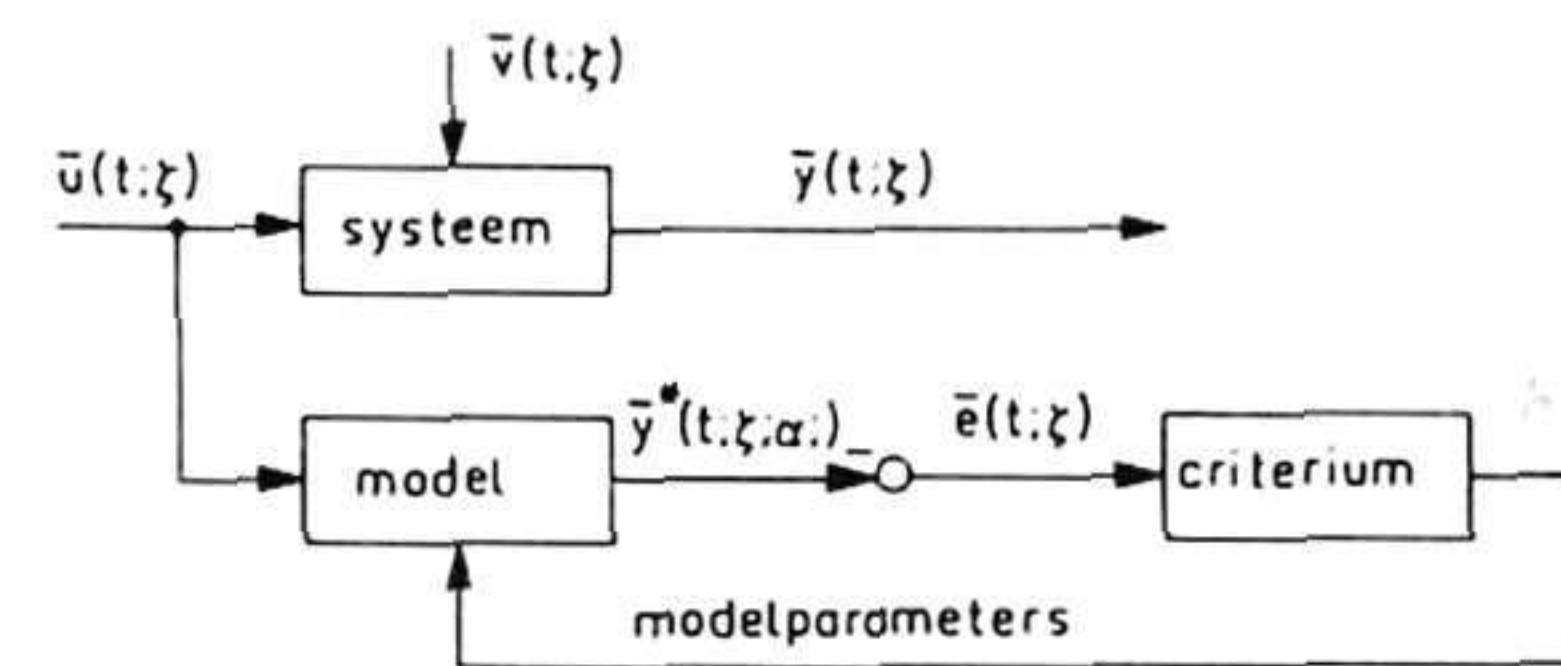 v̄(t;ζ)
ū(t;ζ)
systeem
ȳ(t;ζ)
model
ȳ*(t;ζ;α;)
−
ē(t;ζ)
criterium
modelparameters